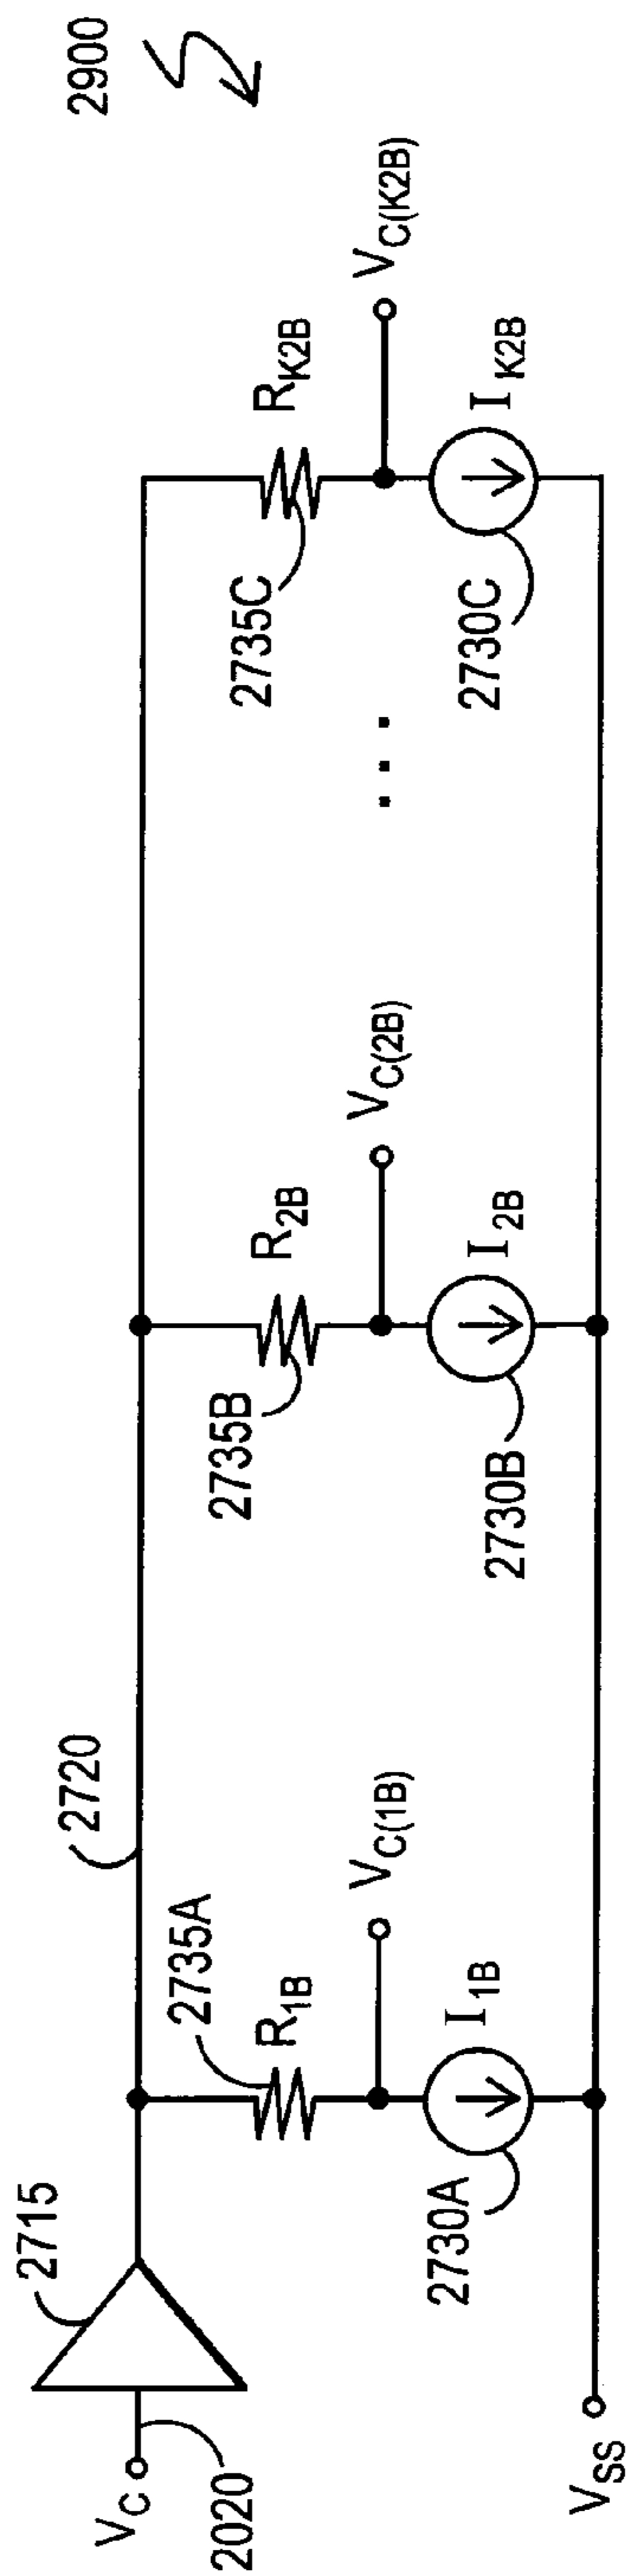 2900
2715
V_C
2020
2720
2735A
R_1B
V_C(1B)
2730A
I_1B
2735B
R_2B
V_C(2B)
2730B
I_2B
2735C
R_K2B
V_C(K2B)
...
2730C
I_K2B
V_SS